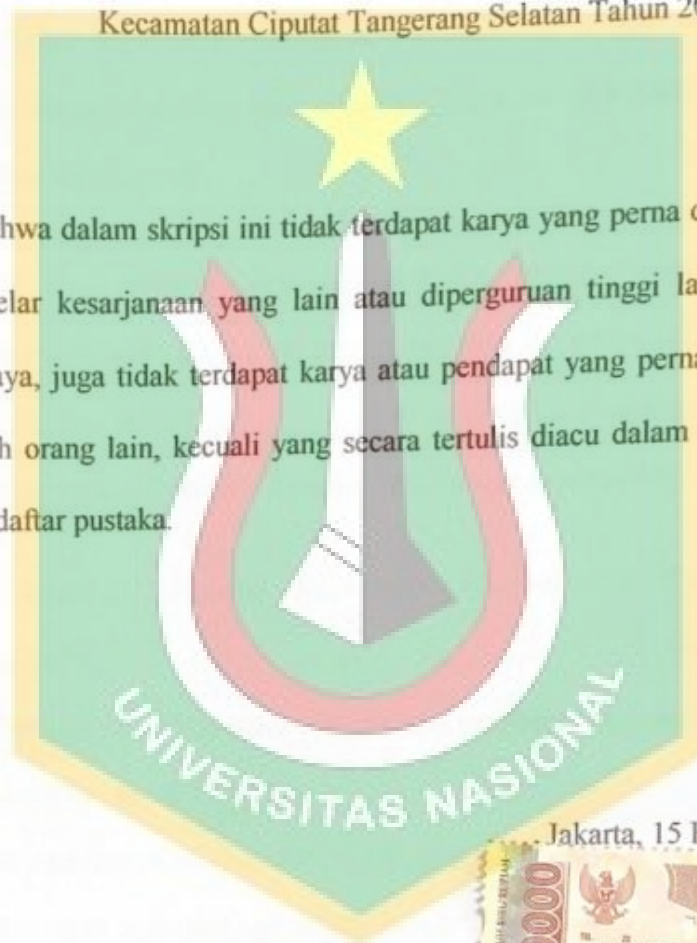 Kecamatan Ciputat Tangerang Selatan Tahun 20
hwa dalam skripsi ini tidak terdapat karya yang perna d
elar kesarjanaan yang lain atau diperguruan tinggi la
ya, juga tidak terdapat karya atau pendapat yang perna
h orang lain, kecuali yang secara tertulis diacu dalam
daftar pustaka.
UNIVERSITAS NASIONAL
Jakarta, 15
000